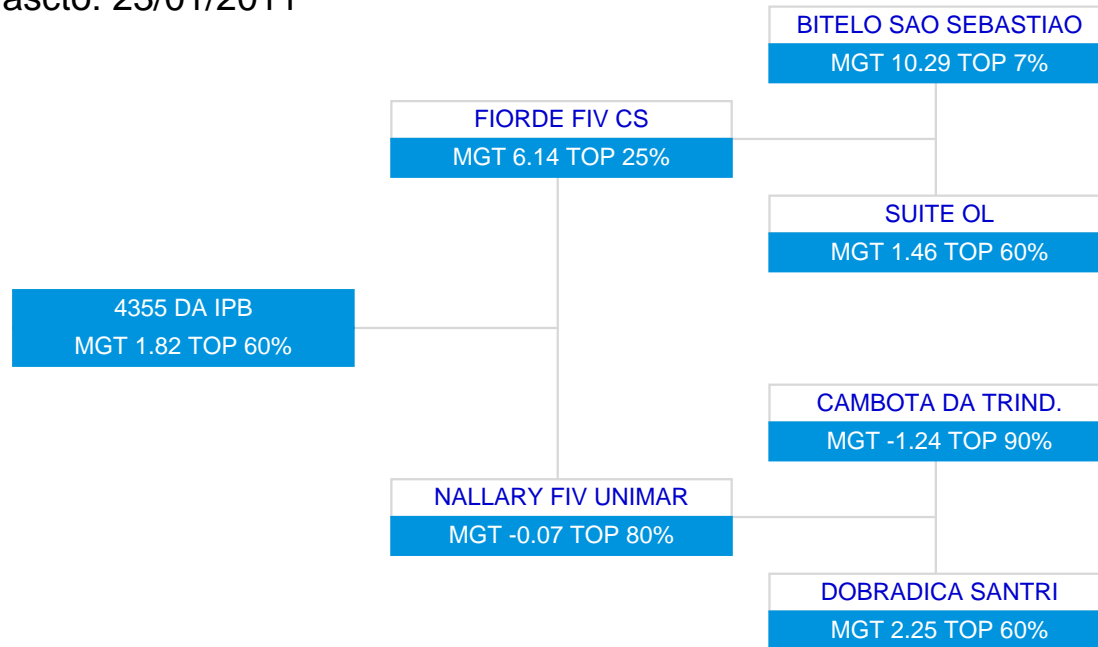 BITELO SAO SEBASTIAO
MGT 10.29 TOP 7%
FIORDE FIV CS
MGT 6.14 TOP 25%
SUITE OL
MGT 1.46 TOP 60%
4355 DA IPB
MGT 1.82 TOP 60%
CAMBOTA DA TRIND.
MGT -1.24 TOP 90%
NALLARY FIV UNIMAR
MGT -0.07 TOP 80%
DOBRADICA SANTRI
MGT 2.25 TOP 60%